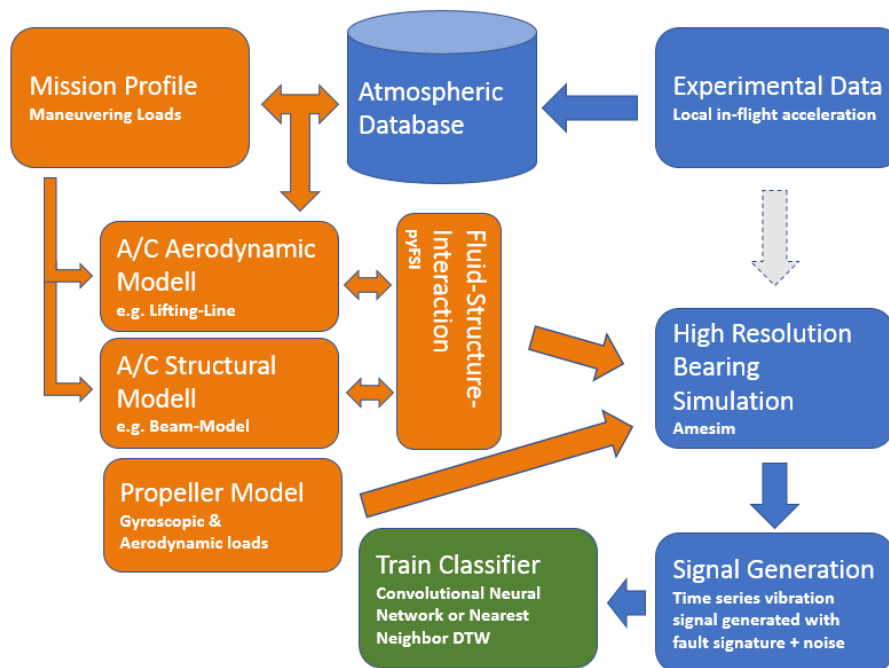 Mission Profile
Maneuvering Loads
Atmospheric
Database
Experimental Data
Local in-flight acceleration
A/C Aerodynamic
Modell
e.g. Lifting-Line
A/C Structural
Modell
e.g. Beam-Model
Fluid-Structure-
Interaction
pyFSI
High Resolution
Bearing
Simulation
Amesim
Propeller Model
Gyroscopic &
Aerodynamic loads
Train Classifier
Convolutional Neural
Network or Nearest
Neighbor DTW
Signal Generation
Time series vibration
signal generated with
fault signature + noise